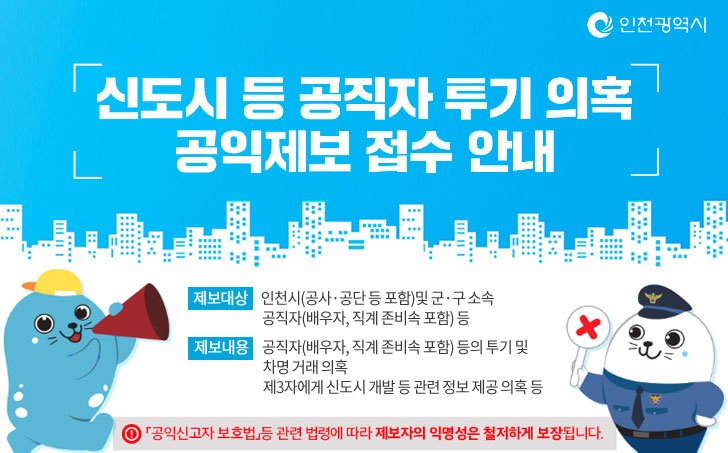 인천광역시
신도시 등 공직자 투기 의혹
공익제보 접수 안내
제보대상 인천시(공사·공단 등 포함)및 군·구 소속
공직자(배우자, 직계 존비속 포함) 등
제보내용 공직자(배우자, 직계 존비속 포함) 등의 투기 및
차명 거래 의혹
제3자에게 신도시 개발 등 관련 정보 제공 의혹 등
「공익신고자 보호법」등 관련 법령에 따라 제보자의 익명성은 철저하게 보장됩니다.